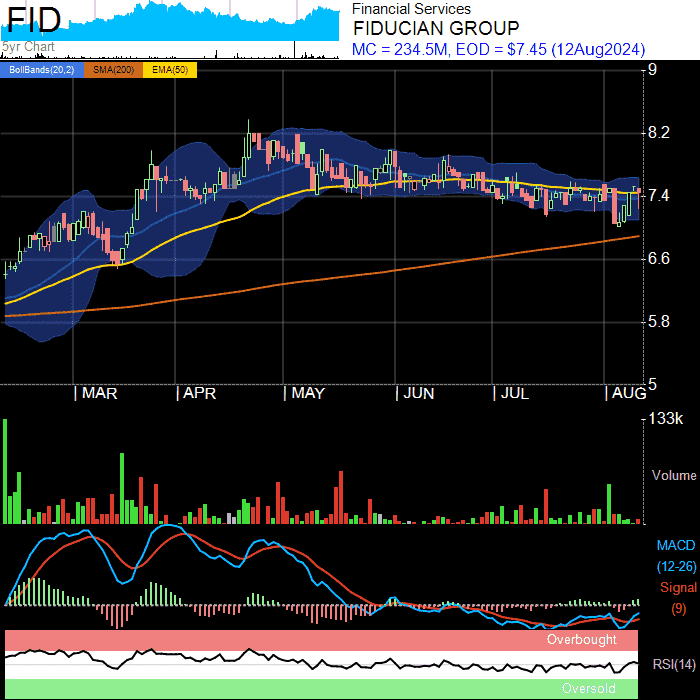 FID
5yr Chart
Financial Services
FIDUCIAN GROUP
MC = 234.5M, EOD = $7.45 (12Aug2024)
BollBands(20,2) SMA(200) EMA(50)
9
8.2
7.4
6.6
5.8
5
MAR APR MAY JUN JUL AUG
133k
Volume
MACD
(12-26)
Signal
(9)
Overbought
RSI(14)
Oversold